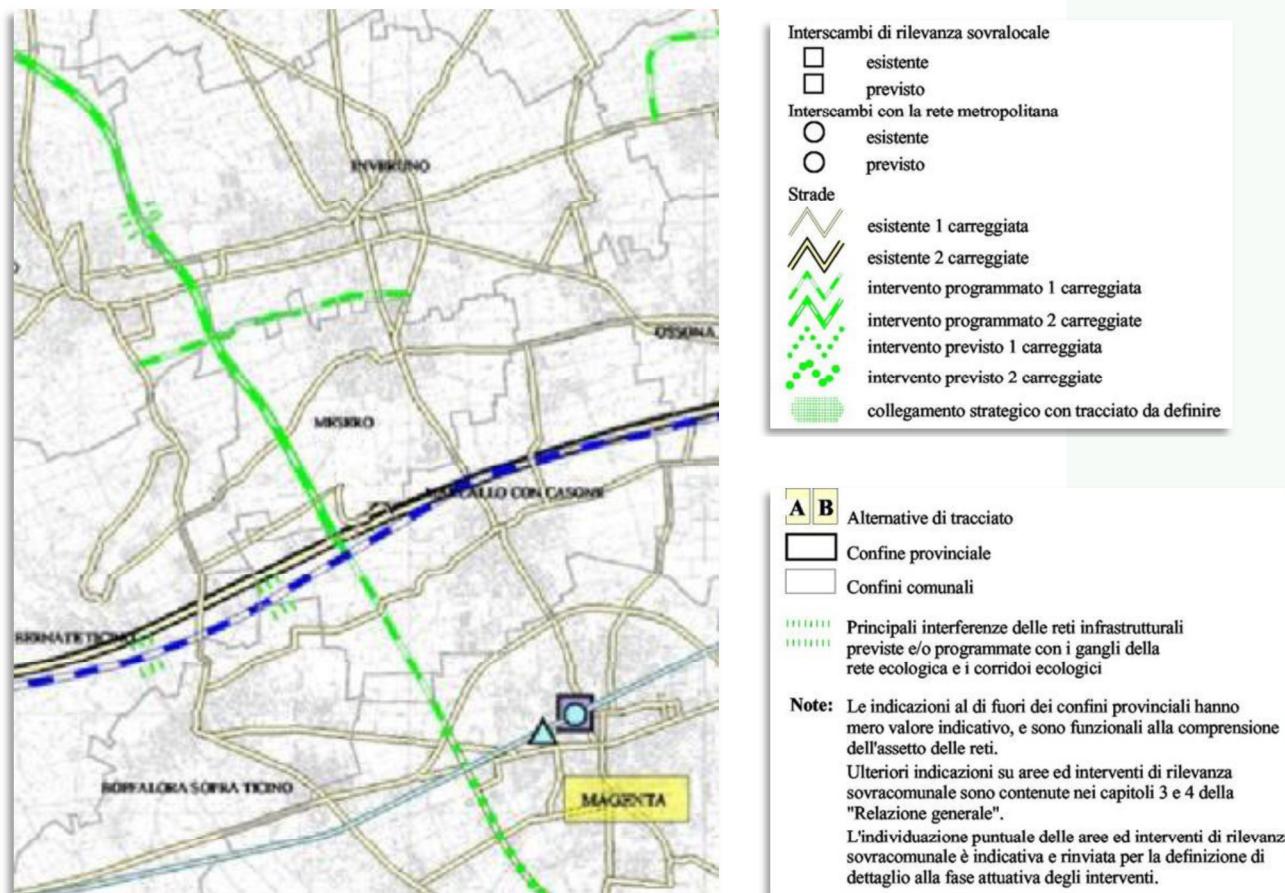 INVERUNO
OSSONA
MESERO
MARCALLO CON CASONE
BERNATE TICINO
BOFFALORA SOPRA TICINO
MAGENTA
Interscambi di rilevanza sovralocale
esistente
previsto
Interscambi con la rete metropolitana
esistente
previsto
Strade
esistente 1 carreggiata
esistente 2 carreggiate
intervento programmato 1 carreggiata
intervento programmato 2 carreggiate
intervento previsto 1 carreggiata
intervento previsto 2 carreggiate
collegamento strategico con tracciato da definire
A B Alternative di tracciato
Confine provinciale
Confini comunali
Principali interferenze delle reti infrastrutturali
previste e/o programmate con i gangli della
rete ecologica e i corridoi ecologici
Note: Le indicazioni al di fuori dei confini provinciali hanno
mero valore indicativo, e sono funzionali alla comprensione
dell'assetto delle reti.
Ulteriori indicazioni su aree ed interventi di rilevanza
sovracomunale sono contenute nei capitoli 3 e 4 della
"Relazione generale".
L'individuazione puntuale delle aree ed interventi di rilevanza
sovracomunale è indicativa e rinviata per la definizione di
dettaglio alla fase attuativa degli interventi.